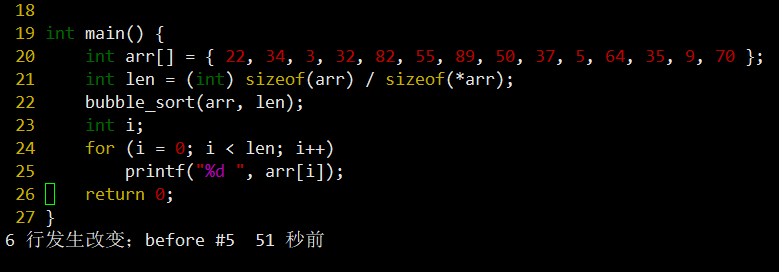 18
19 int main() {
20     int arr[] = { 22, 34, 3, 32, 82, 55, 89, 50, 37, 5, 64, 35, 9, 70 };
21     int len = (int) sizeof(arr) / sizeof(*arr);
22     bubble_sort(arr, len);
23     int i;
24     for (i = 0; i < len; i++)
25         printf("%d ", arr[i]);
26     return 0;
27 }
6 行发生改变；before #5  51 秒前